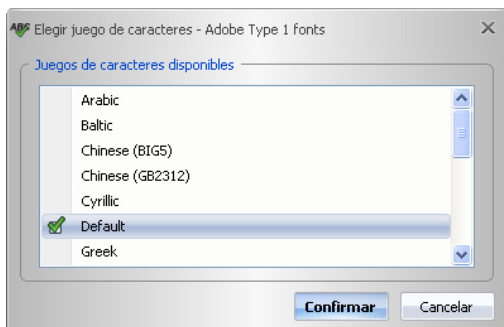 ABC Elegir juego de caracteres - Adobe Type 1 fonts
Juegos de caracteres disponibles
Arabic
Baltic
Chinese (BIG5)
Chinese (GB2312)
Cyrillic
Default
Greek
Confirmar Cancelar